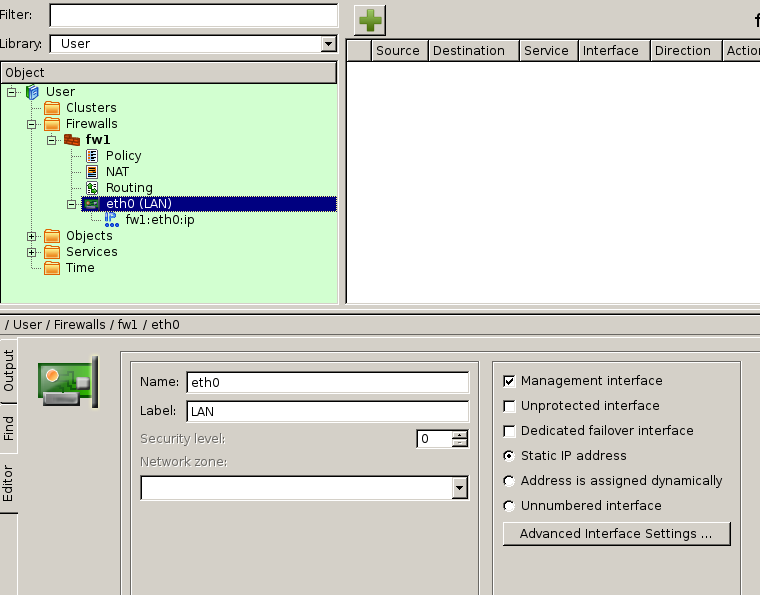 Filter:
Library: User
Object
User
Clusters
Firewalls
fw1
Policy
NAT
Routing
eth0 (LAN)
IP fw1:eth0:ip
Objects
Services
Time
Source Destination Service Interface Direction Actio
/ User / Firewalls / fw1 / eth0
Output
Find
Editor
Name: eth0
Label: LAN
Security level: 0
Network zone:
Management interface
Unprotected interface
Dedicated failover interface
Static IP address
Address is assigned dynamically
Unnumbered interface
Advanced Interface Settings ...